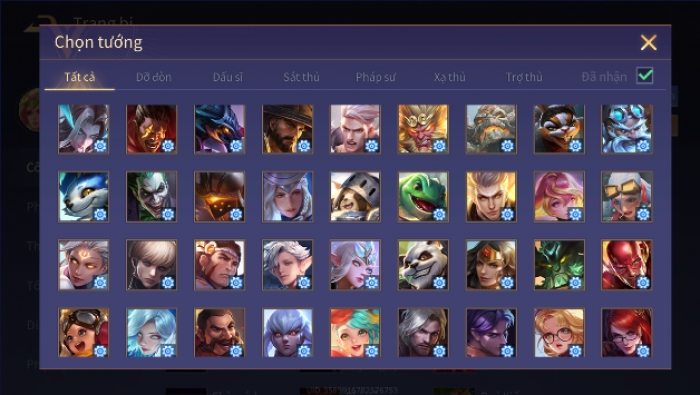 Trang bị
Chọn tướng
Tất cả Đỡ đòn Đấu sĩ Sát thủ Pháp sư Xạ thủ Trợ thủ Đã nhận